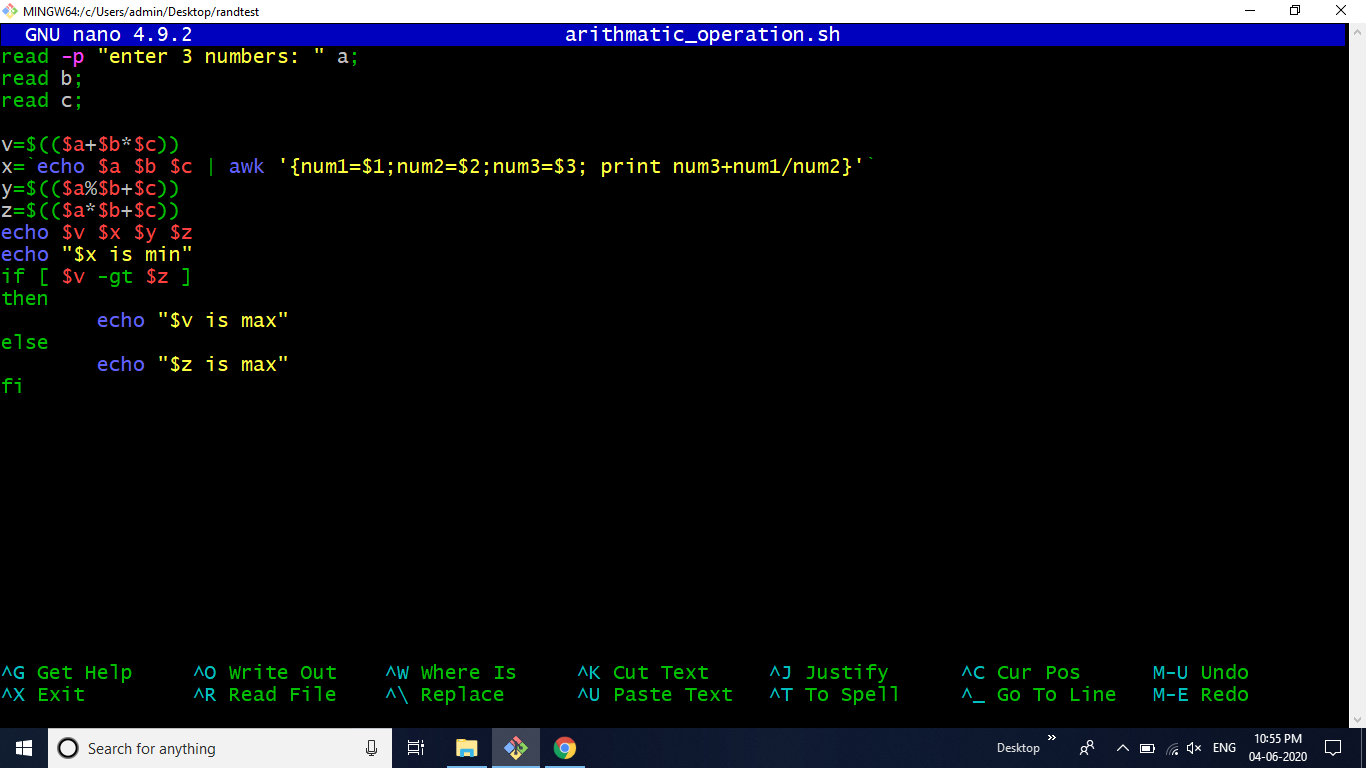 MINGW64:/c/Users/admin/Desktop/randtest
GNU nano 4.9.2 arithmatic_operation.sh
read -p "enter 3 numbers: " a;
read b;
read c;
v=$(($a+$b*$c))
x=`echo $a $b $c | awk '{num1=$1;num2=$2;num3=$3; print num3+num1/num2}'`
y=$(($a%$b+$c))
z=$(($a*$b+$c))
echo $v $x $y $z
echo "$x is min"
if [ $v -gt $z ]
then
echo "$v is max"
else
echo "$z is max"
fi
^G Get Help ^O Write Out ^W Where Is ^K Cut Text ^J Justify ^C Cur Pos M-U Undo
^X Exit ^R Read File ^\ Replace ^U Paste Text ^T To Spell ^_ Go To Line M-E Redo
Search for anything Desktop ENG 10:55 PM
04-06-2020